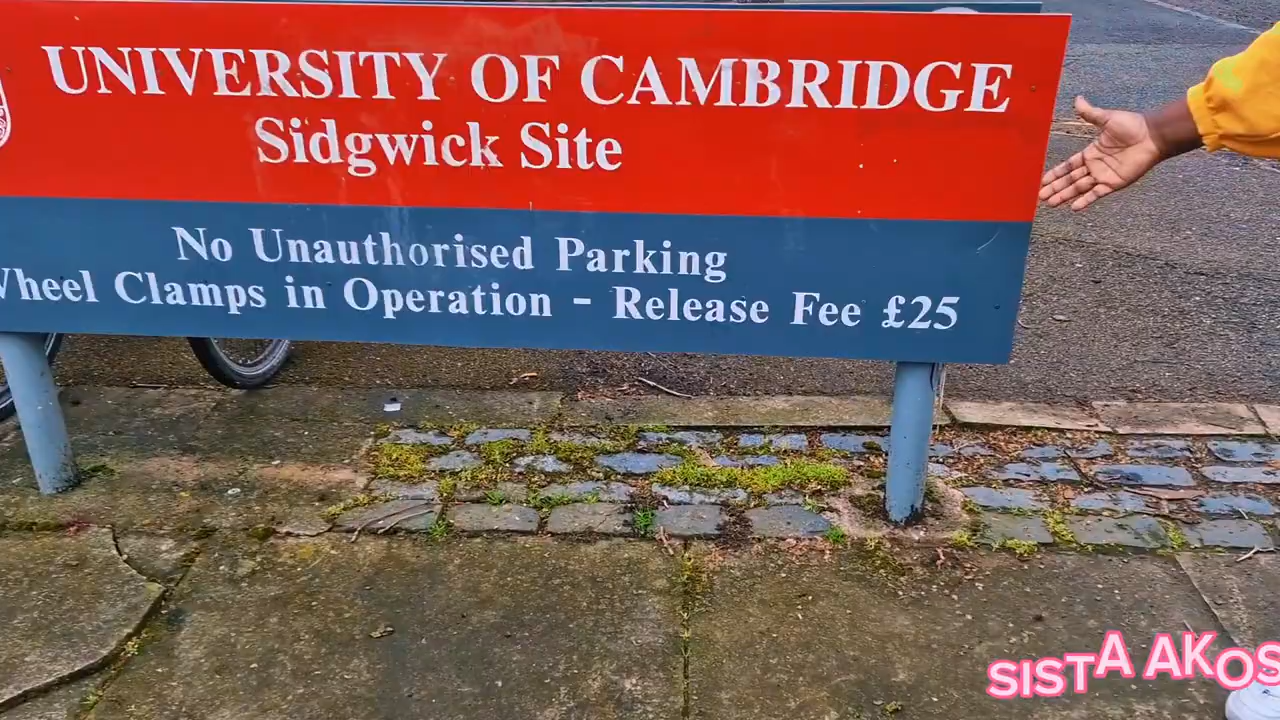 UNIVERSITY OF CAMBRIDGE
Sidgwick Site
No Unauthorised Parking
Wheel Clamps in Operation - Release Fee £25
SISTA AKOS